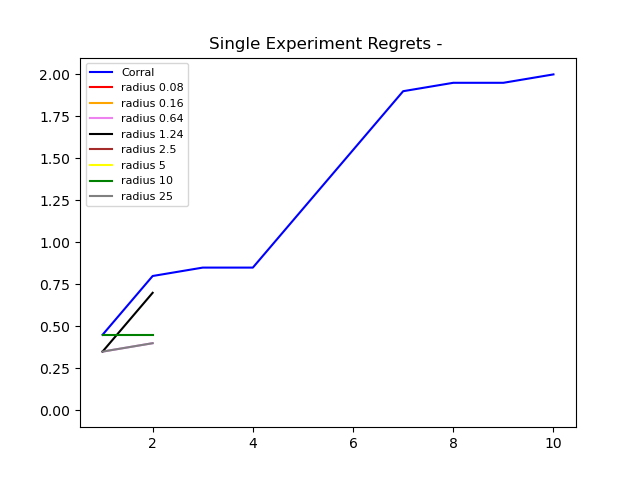 Single Experiment Regrets -
2.00
1.75
1.50
1.25
1.00
0.75
0.50
0.25
0.00
Corral
radius 0.08
radius 0.16
radius 0.64
radius 1.24
radius 2.5
radius 5
radius 10
radius 25
2
4
6
8
10